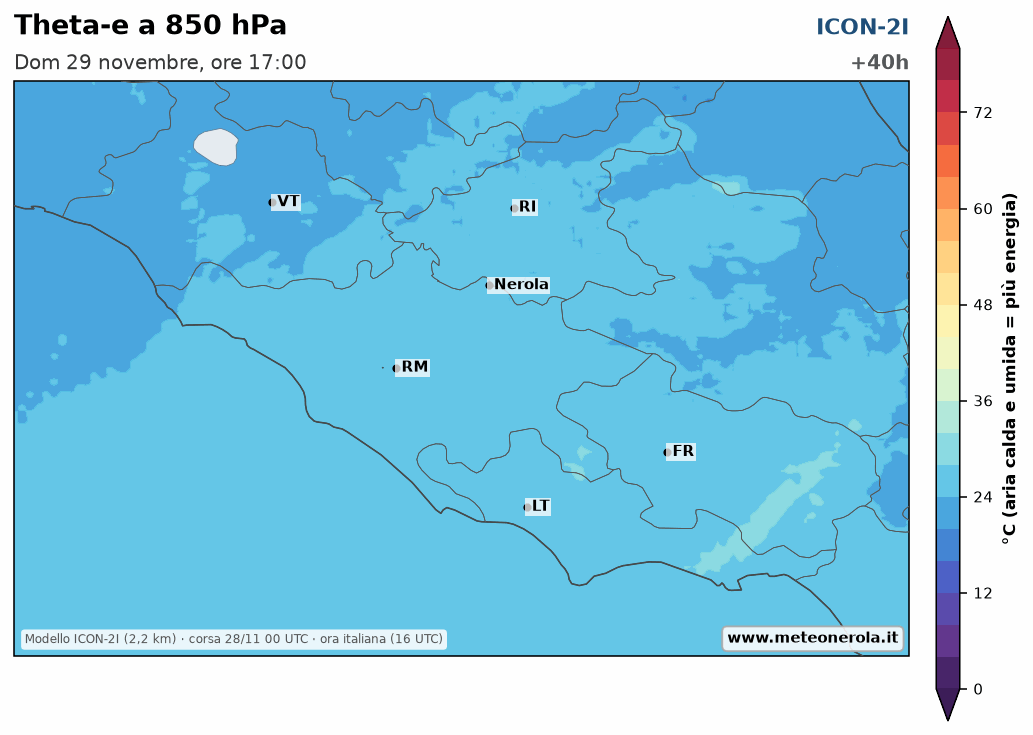 Theta-e a 850 hPa
ICON-2I
Dom 29 novembre, ore 17:00
+40h
VT
RI
Nerola
RM
FR
LT
Modello ICON-2I (2,2 km) · corsa 28/11 00 UTC · ora italiana (16 UTC)
www.meteonerola.it
72
60
48
36
24
12
0
°C (aria calda e umida = più energia)